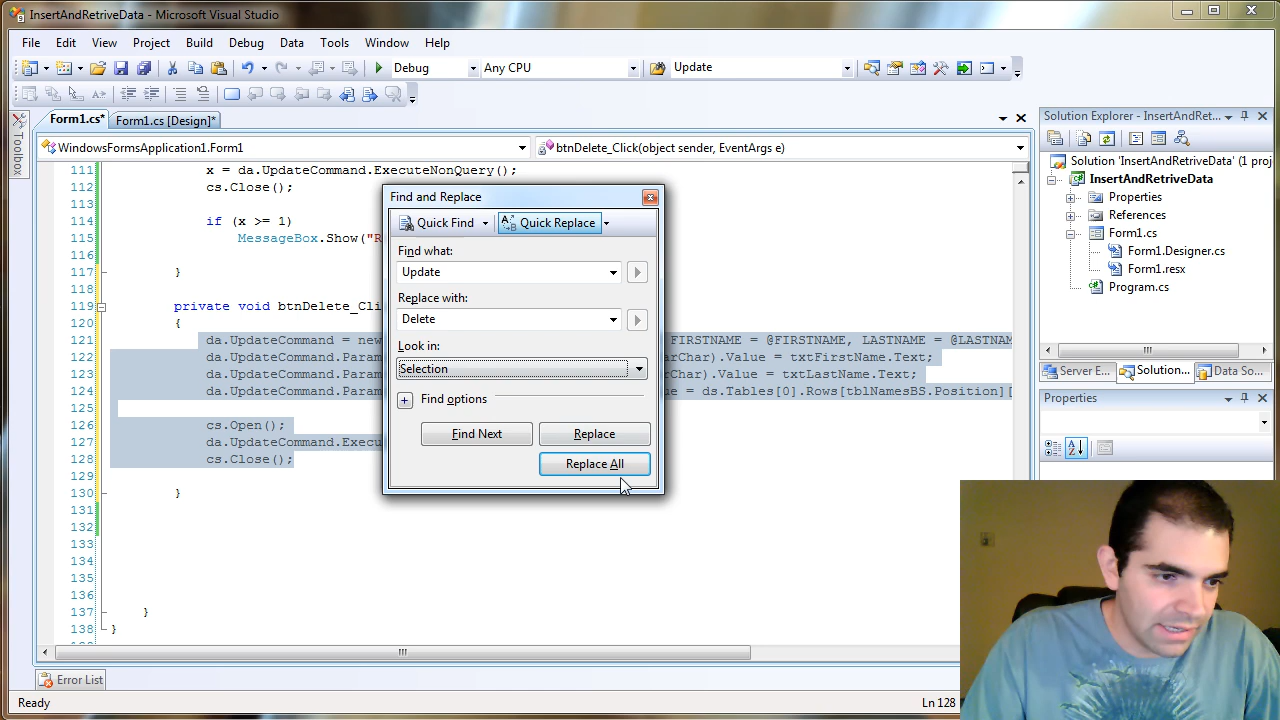 InsertAndRetriveData - Microsoft Visual Studio
File Edit View Project Build Debug Data Tools Window Help
Debug Any CPU Update
Form1.cs* Form1.cs [Design]*
WindowsFormsApplication1.Form1 btnDelete_Click(object sender, EventArgs e)
Toolbox
111 x = da.UpdateCommand.ExecuteNonQuery();
112 cs.Close();
113
114 if (x >= 1)
115 MessageBox.Show("R
116
117 }
118
119 private void btnDelete_Cli
120 {
121 da.UpdateCommand = new FIRSTNAME = @FIRSTNAME, LASTNAME = @LASTNAM
122 da.UpdateCommand.Param arChar).Value = txtFirstName.Text;
123 da.UpdateCommand.Param rChar).Value = txtLastName.Text;
124 da.UpdateCommand.Param ue = ds.Tables[0].Rows[tblNamesBS.Position][
125
126 cs.Open();
127 da.UpdateCommand.Execu
128 cs.Close();
129
130 }
131
132
133
134
135
136
137 }
138 }
Find and Replace
Quick Find Quick Replace
Find what:
Update
Replace with:
Delete
Look in:
Selection
Find options
Find Next Replace
Replace All
Solution Explorer - InsertAndRet...
Solution 'InsertAndRetriveData' (1 proj
InsertAndRetriveData
Properties
References
Form1.cs
Form1.Designer.cs
Form1.resx
Program.cs
Server E... Solution... Data So...
Properties
Error List
Ready Ln 128